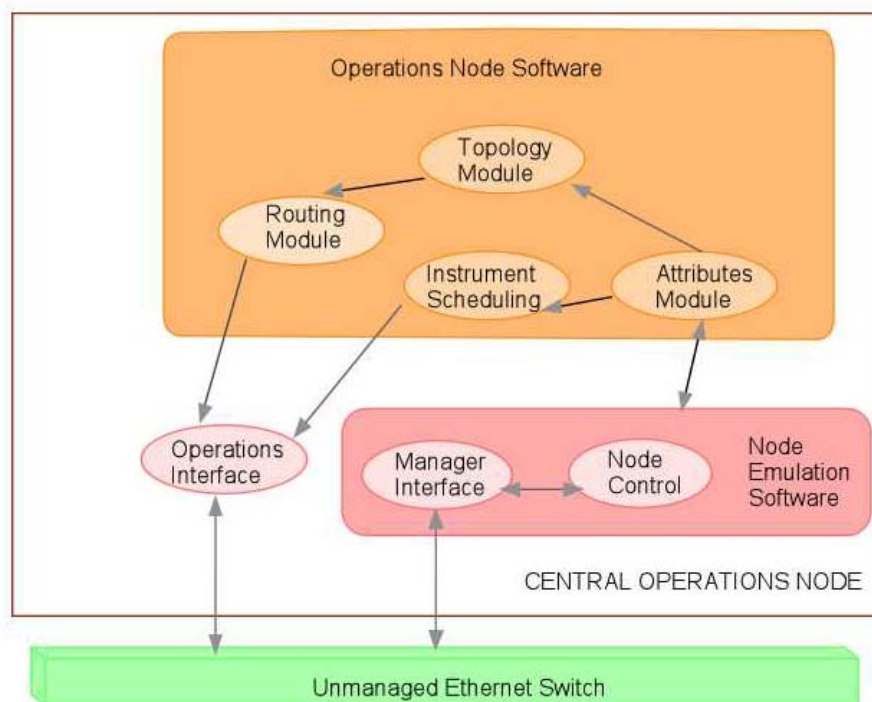 Operations Node Software
Topology
Module
Routing
Module
Instrument
Scheduling
Attributes
Module
Operations
Interface
Manager
Interface
Node
Control
Node
Emulation
Software
CENTRAL OPERATIONS NODE
Unmanaged Ethernet Switch